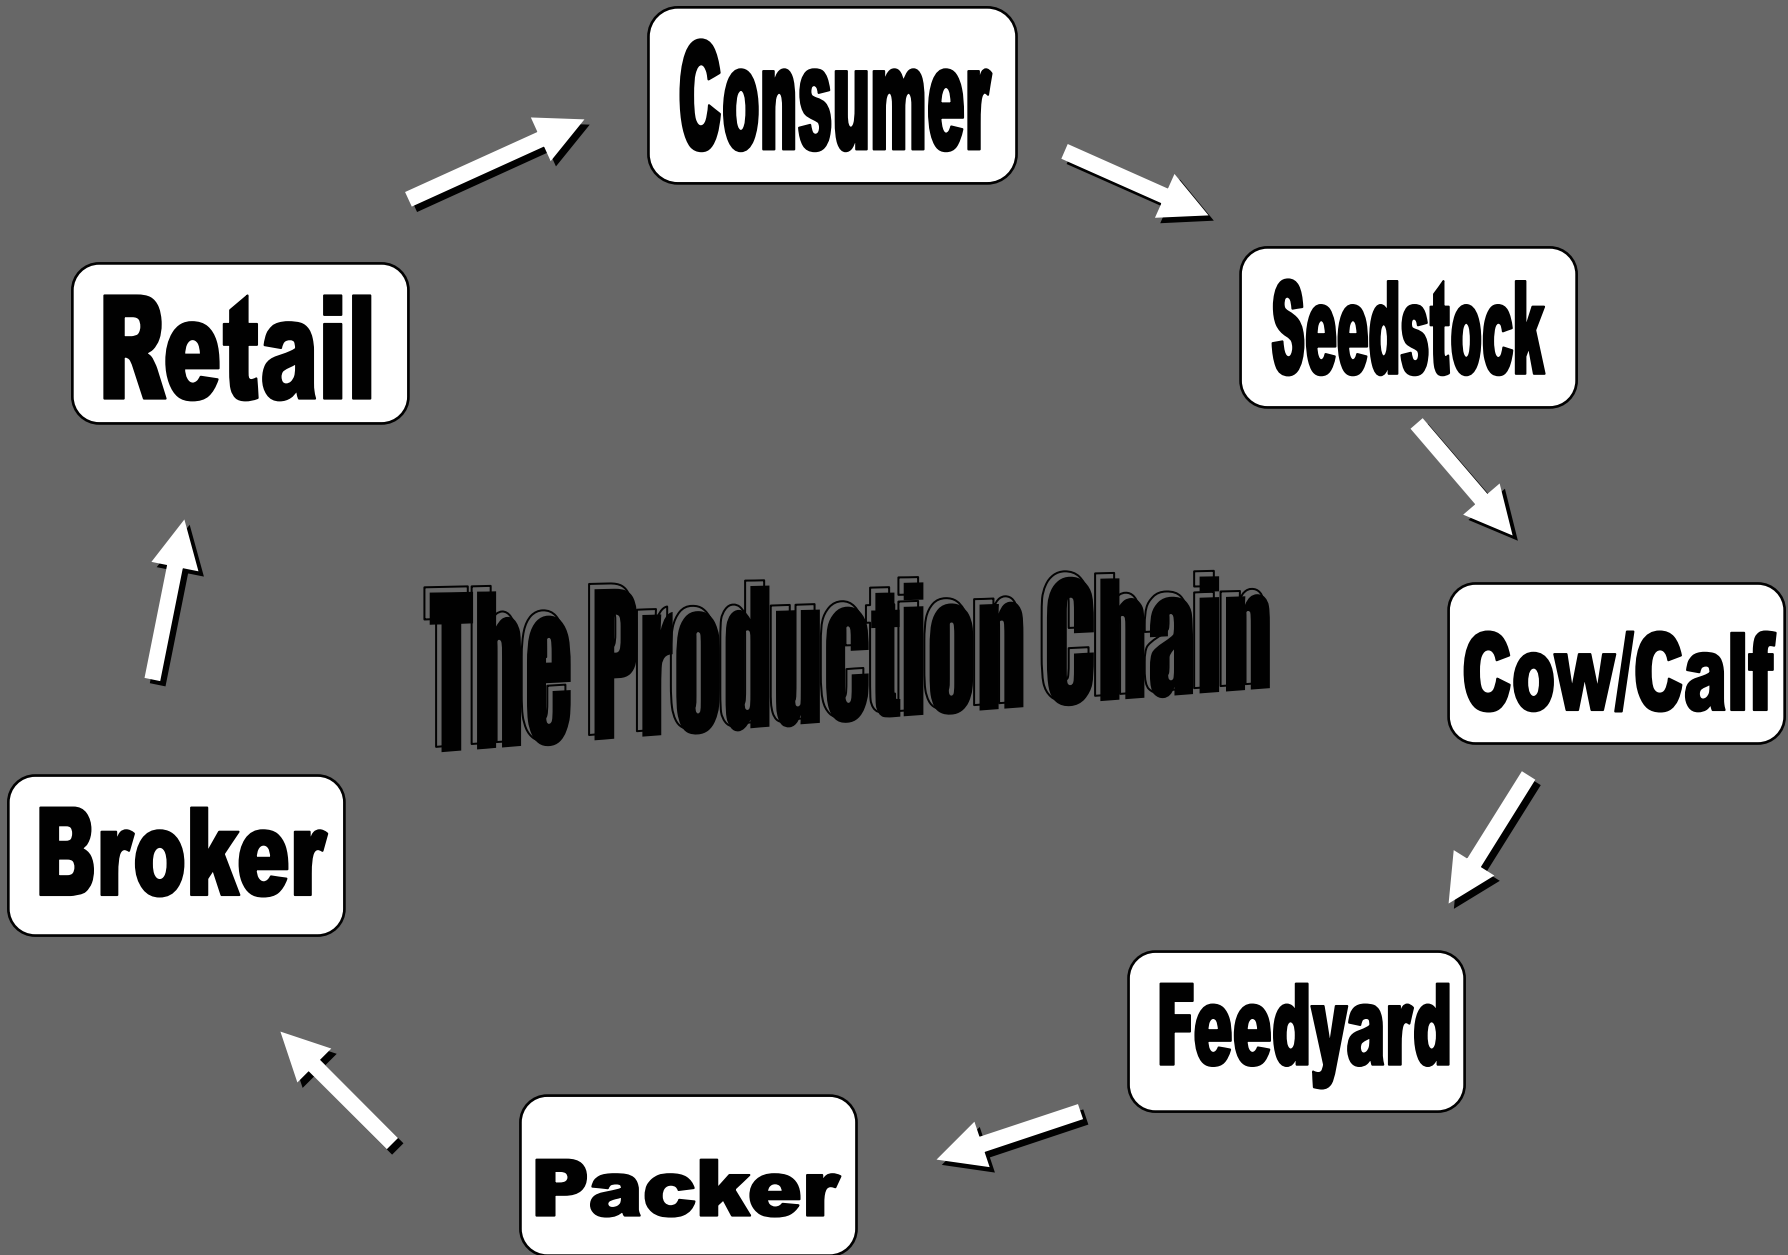 Consumer
Seedstock
Retail
The Production Chain
Cow/Calf
Broker
Feedyard
Packer